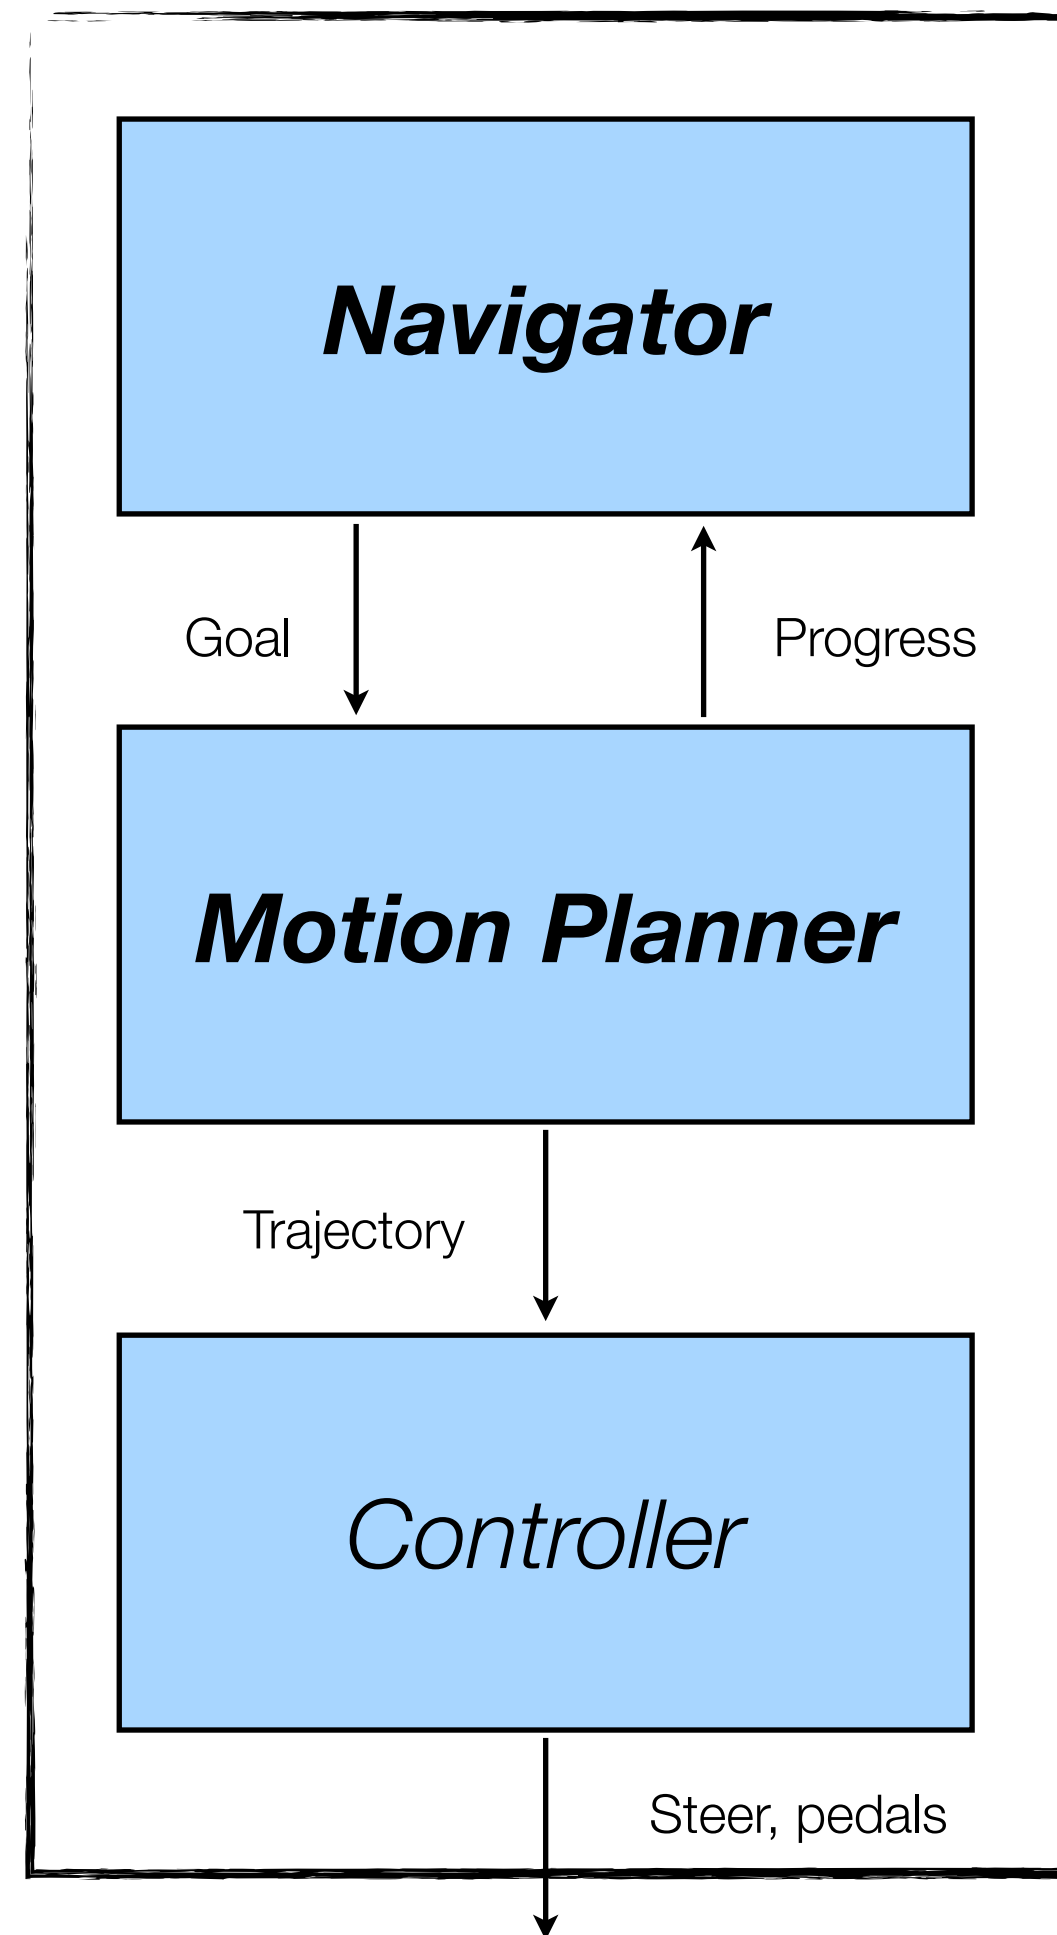 Navigator
Goal
Progress
Motion Planner
Trajectory
Controller
Steer, pedals